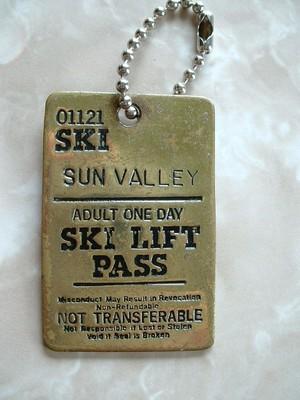 01121
SKI
SUN VALLEY
ADULT ONE DAY
SKI LIFT
PASS
Misconduct May Result in Revocation
Non-Refundable
NOT TRANSFERABLE
Not Responsible if Lost or Stolen
Void if Seal is Broken